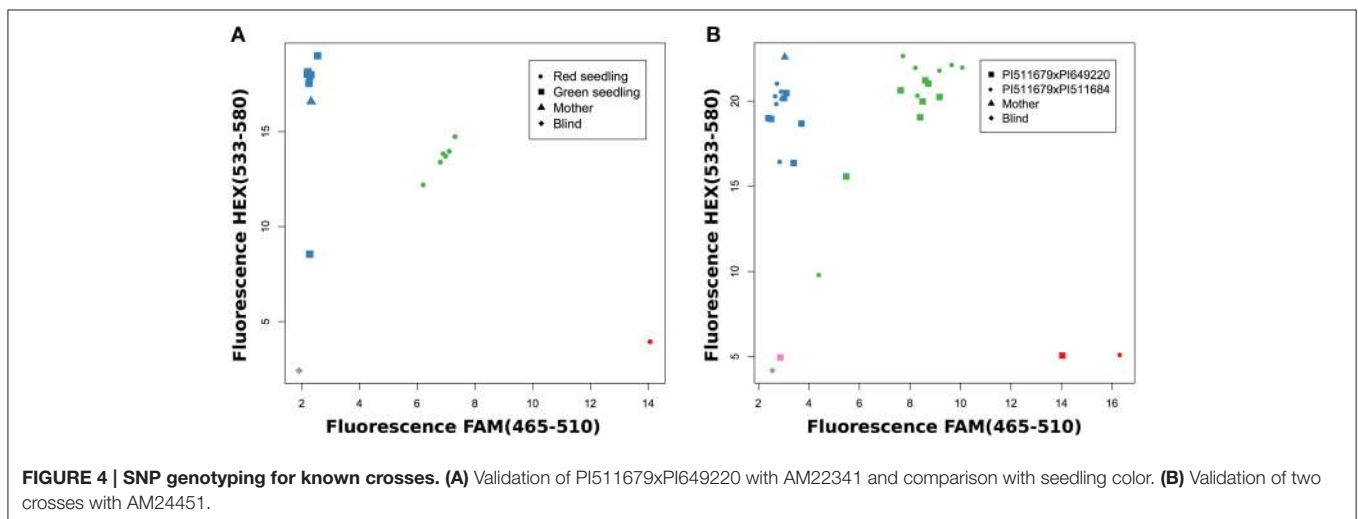 A
B
Fluorescence HEX(533-580)
15
10
5
Red seedling
Green seedling
Mother
Blind
2 4 6 8 10 12 14
Fluorescence FAM(465-510)
Fluorescence HEX(533-580)
20
15
10
5
PI511679xPI649220
PI511679xPI511684
Mother
Blind
2 4 6 8 10 12 14 16
Fluorescence FAM(465-510)
FIGURE 4 | SNP genotyping for known crosses. (A) Validation of PI511679xPI649220 with AM22341 and comparison with seedling color. (B) Validation of two
crosses with AM24451.